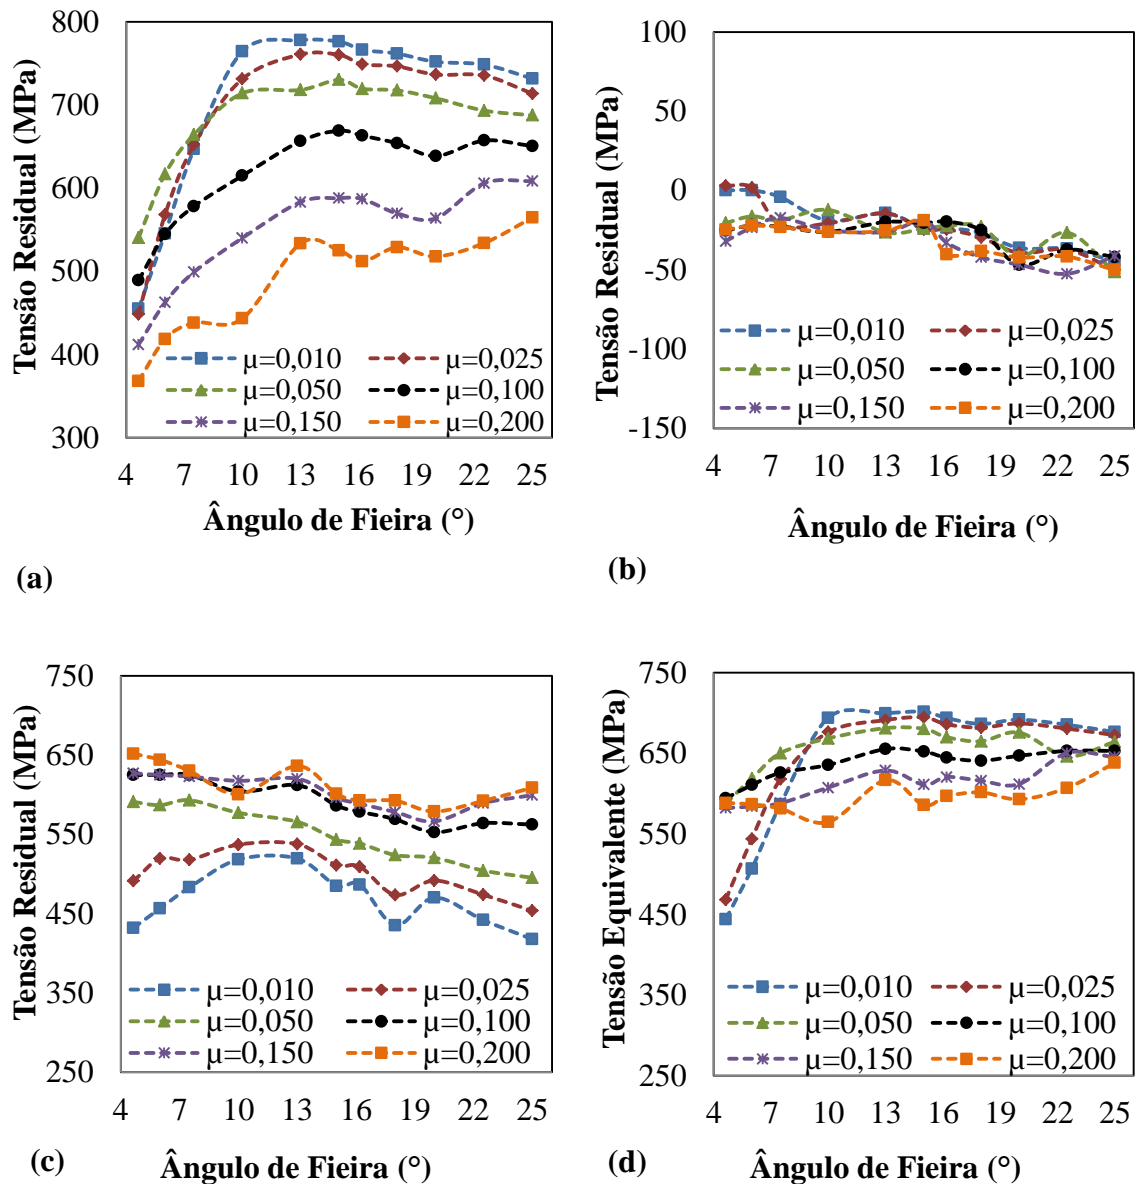 Tensão Residual (MPa)
800
700
600
500
400
300
µ=0,010
µ=0,025
µ=0,050
µ=0,100
µ=0,150
µ=0,200
4 7 10 13 16 19 22 25
Ângulo de Fieira (°)
(a)
Tensão Residual (MPa)
100
50
0
-50
-100
-150
µ=0,010
µ=0,025
µ=0,050
µ=0,100
µ=0,150
µ=0,200
4 7 10 13 16 19 22 25
Ângulo de Fieira (°)
(b)
Tensão Residual (MPa)
750
650
550
450
350
250
µ=0,010
µ=0,025
µ=0,050
µ=0,100
µ=0,150
µ=0,200
4 7 10 13 16 19 22 25
Ângulo de Fieira (°)
(c)
Tensão Equivalente (MPa)
750
650
550
450
350
250
µ=0,010
µ=0,025
µ=0,050
µ=0,100
µ=0,150
µ=0,200
4 7 10 13 16 19 22 25
Ângulo de Fieira (°)
(d)